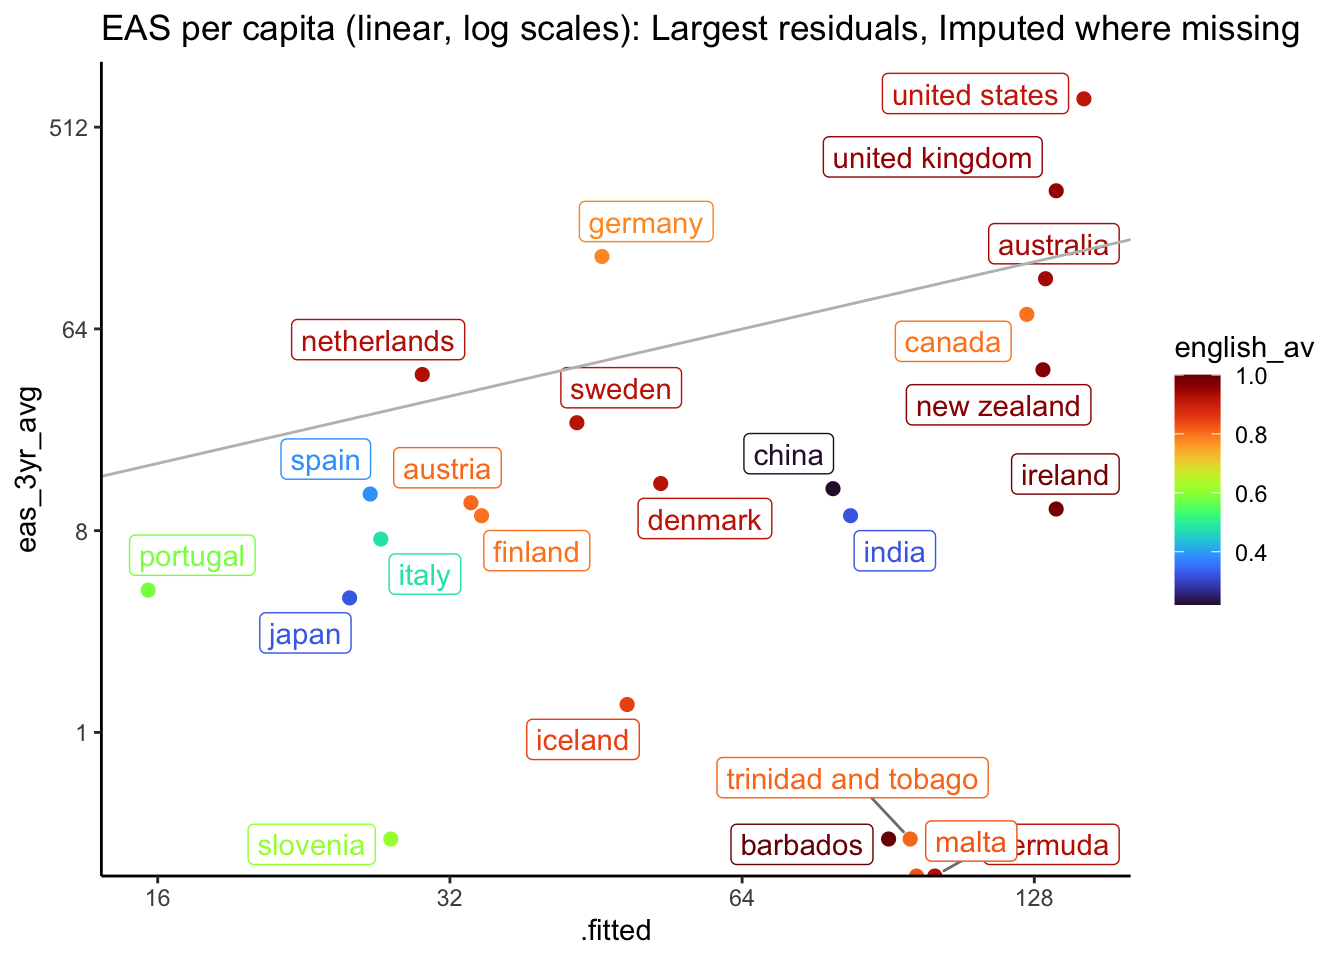 EAS per capita (linear, log scales): Largest residuals, Imputed where missing
united states
512
united kingdom
germany
australia
64
netherlands
canada
english_av
1.0
sweden
new zealand
eas_3yr_avg
0.8
spain
austria
china
ireland
0.6
denmark
8
portugal
finland
india
0.4
italy
japan
1
iceland
trinidad and tobago
slovenia
barbados
malta
ermuda
16
32
64
128
.fitted